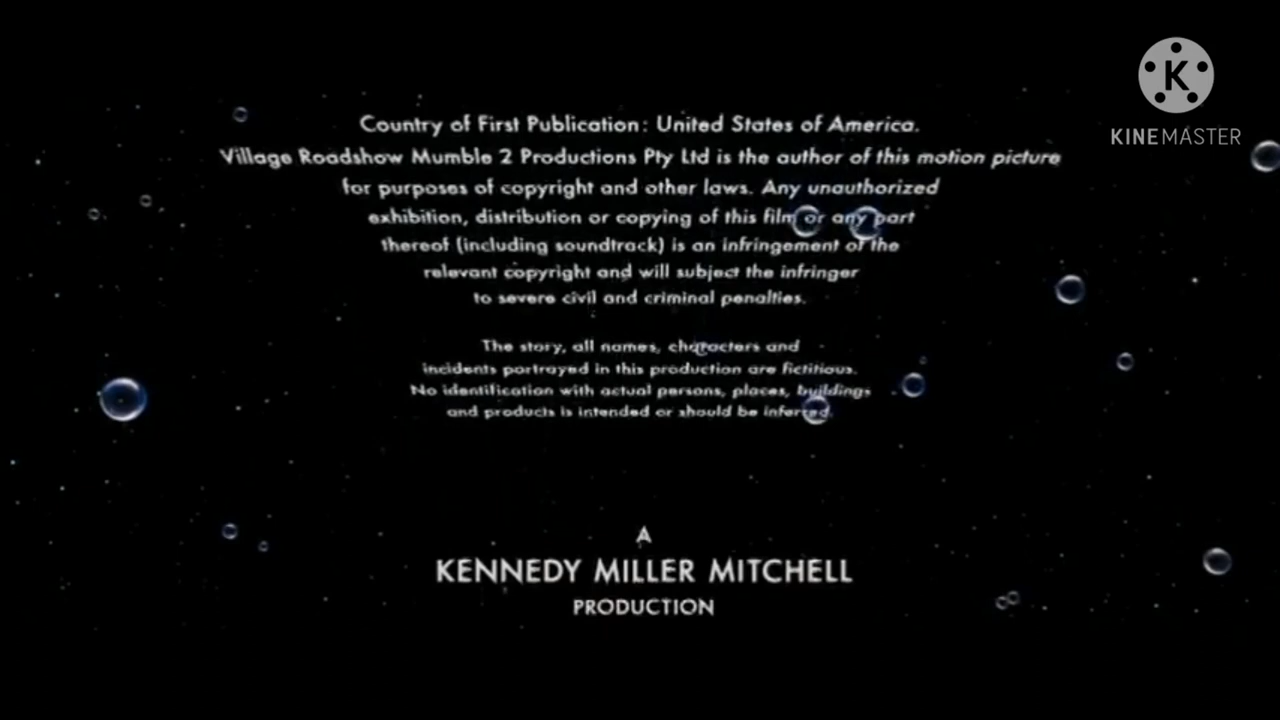 K
KINEMASTER
Country of First Publication: United States of America.
Village Roadshow Mumble 2 Productions Pty Ltd is the author of this motion picture
for purposes of copyright and other laws. Any unauthorized
exhibition, distribution or copying of this film or any part
thereof (including soundtrack) is an infringement of the
relevant copyright and will subject the infringer
to severe civil and criminal penalties.
The story, all names, characters and
incidents portrayed in this production are fictitious.
No identification with actual persons, places, buildings
and products is intended or should be inferred.
A
KENNEDY MILLER MITCHELL
PRODUCTION